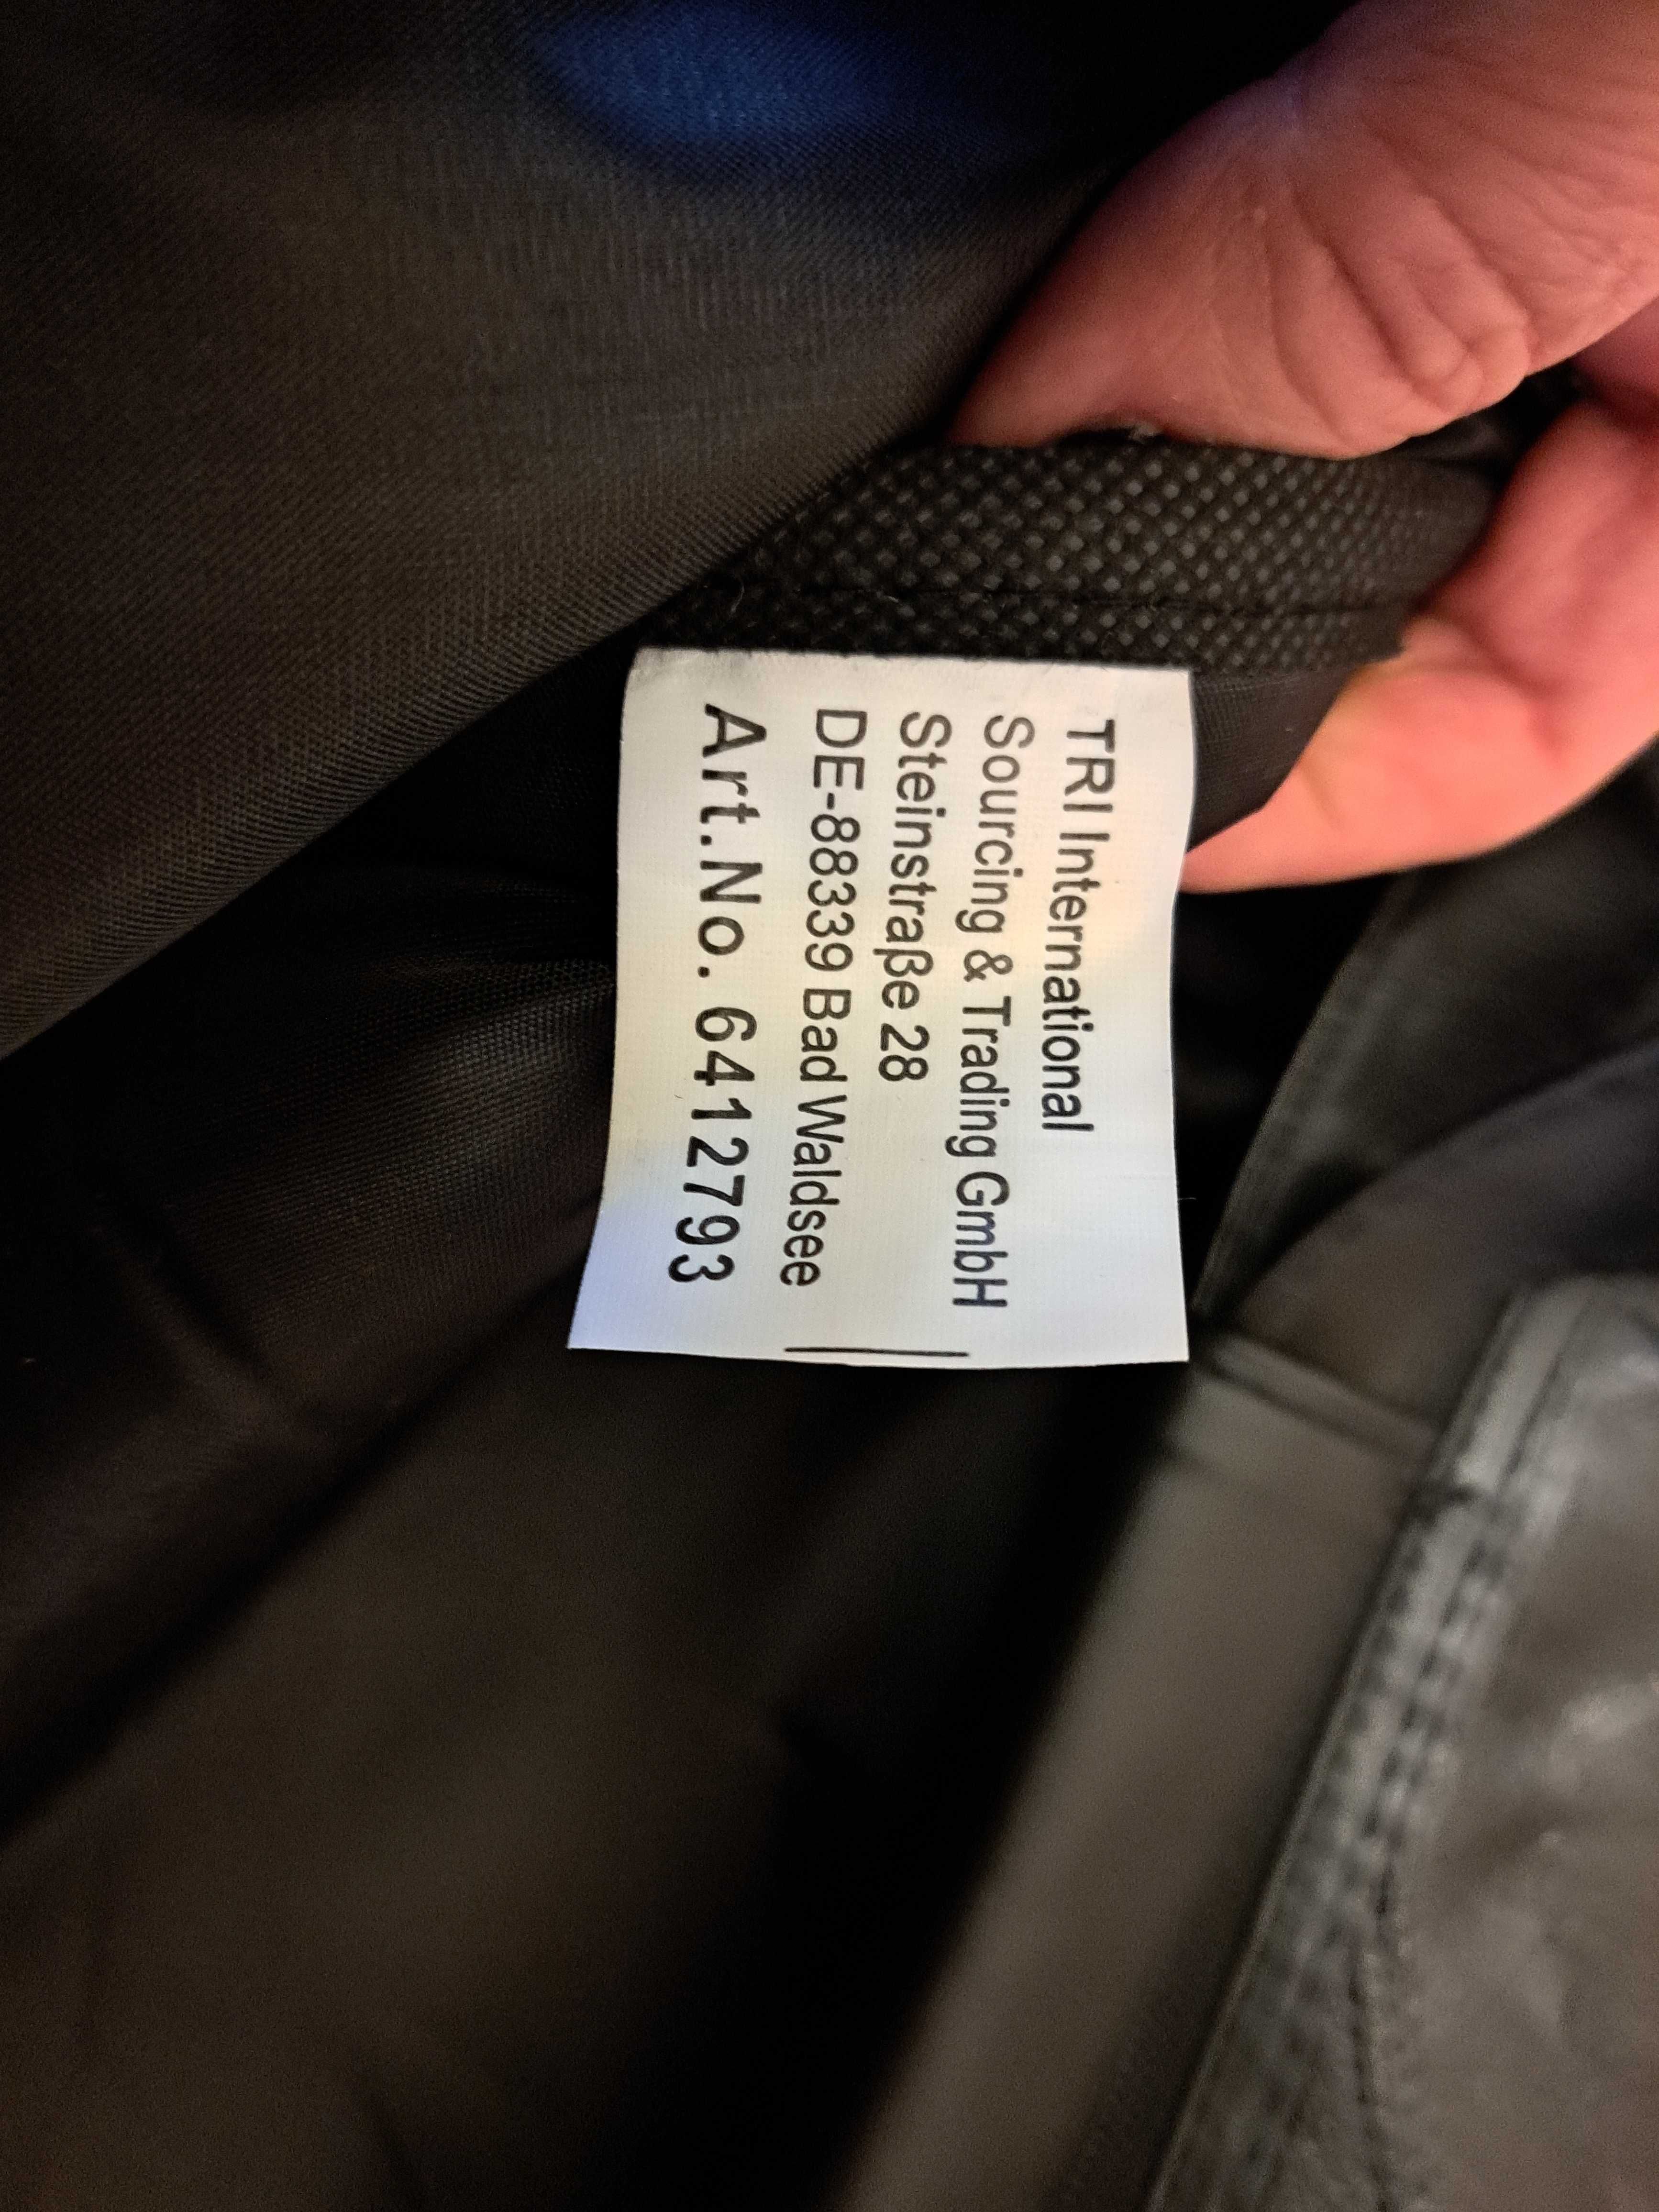 TRI International
Sourcing & Trading GmbH
Steinstraße 28
DE-88339 Bad Waldsee
Art.No. 6412793